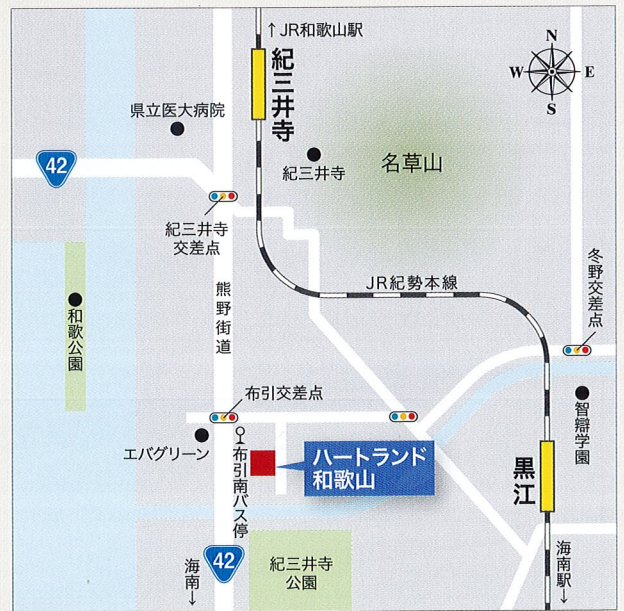 ↑JR和歌山駅
紀三井寺
N
W
E
S
県立医大病院
紀三井寺
名草山
42
紀三井寺
交差点
冬野交差点
JR紀勢本線
熊野街道
和歌公園
布引交差点
智辯学園
エバグリーン
布引南バス停
ハートランド
和歌山
黒江
42
海南↓
紀三井寺
公園
海南駅↓